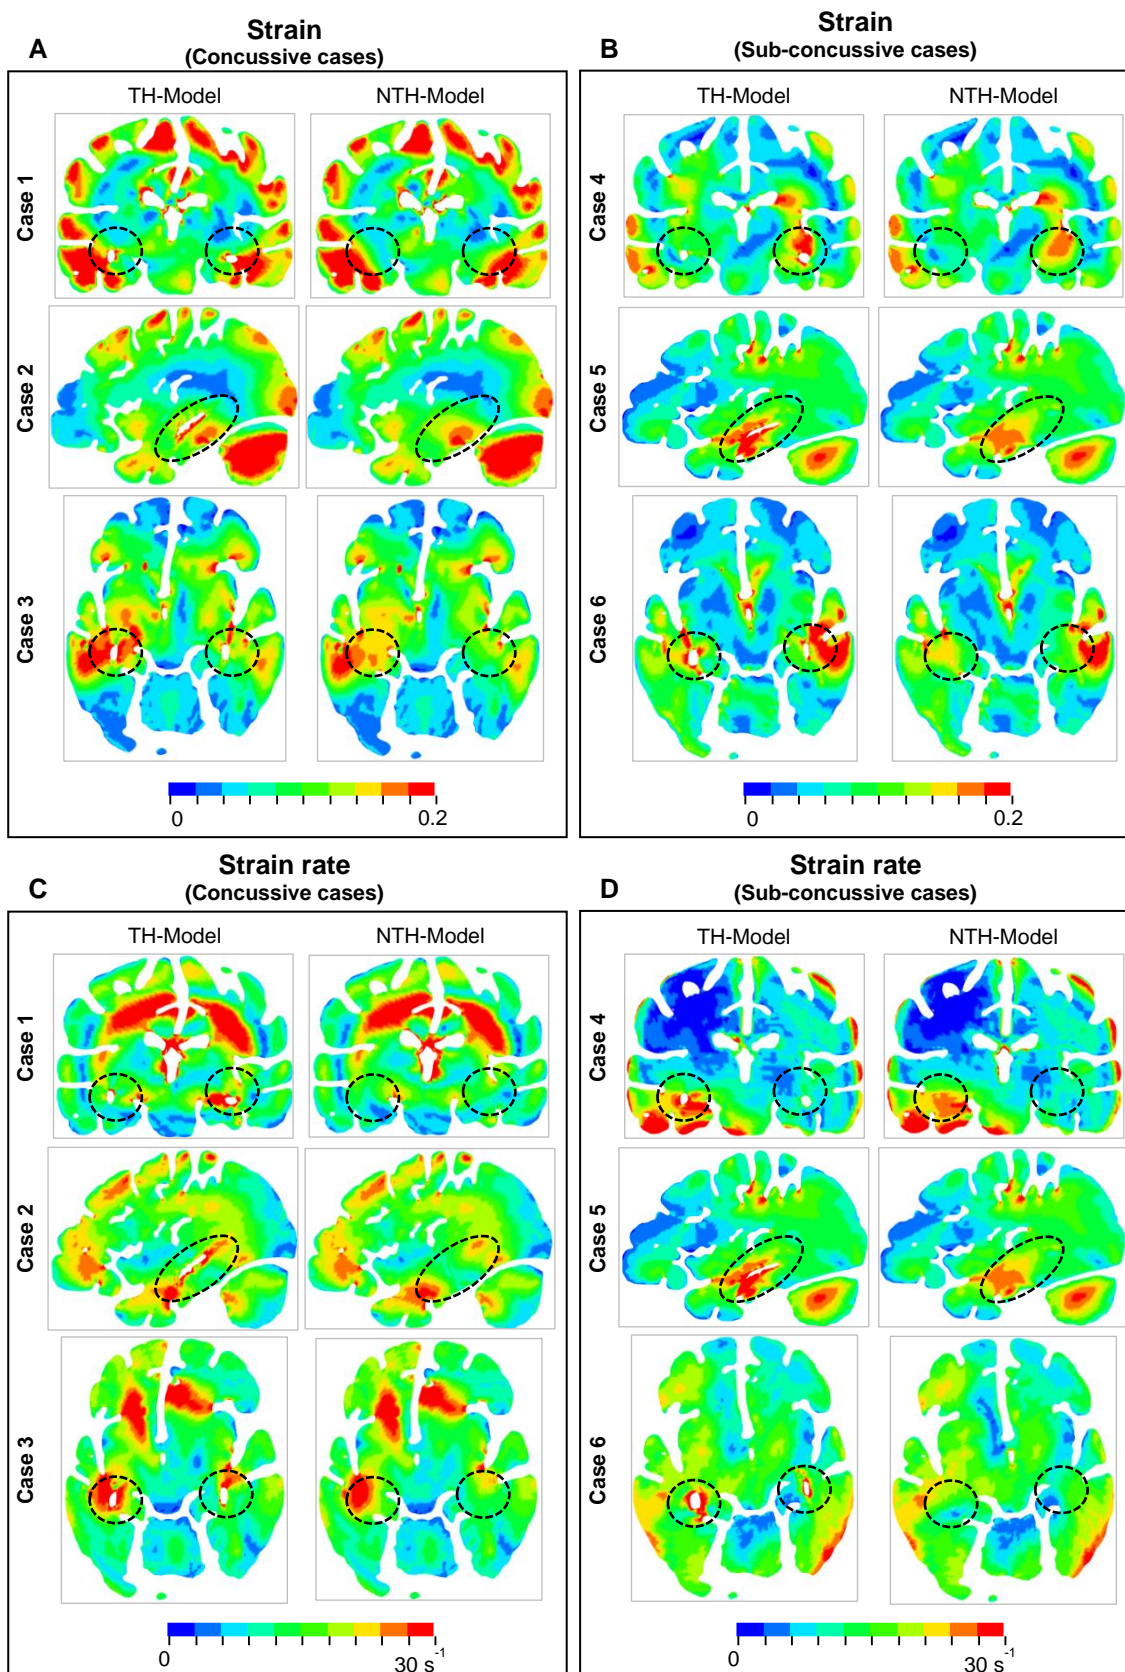 A
Strain
(Concussive cases)
TH-Model
NTH-Model
Case 1
Case 2
Case 3
0
0.2
B
Strain
(Sub-concussive cases)
TH-Model
NTH-Model
Case 4
Case 5
Case 6
0
0.2
C
Strain rate
(Concussive cases)
TH-Model
NTH-Model
Case 1
Case 2
Case 3
0
30 s⁻¹
D
Strain rate
(Sub-concussive cases)
TH-Model
NTH-Model
Case 4
Case 5
Case 6
0
30 s⁻¹